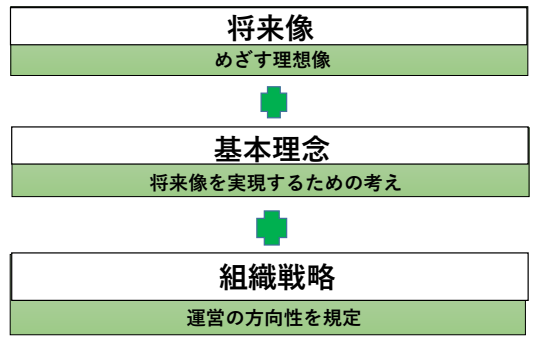 将来像
めざす理想像
基本理念
将来像を実現するための考え
組織戦略
運営の方向性を規定